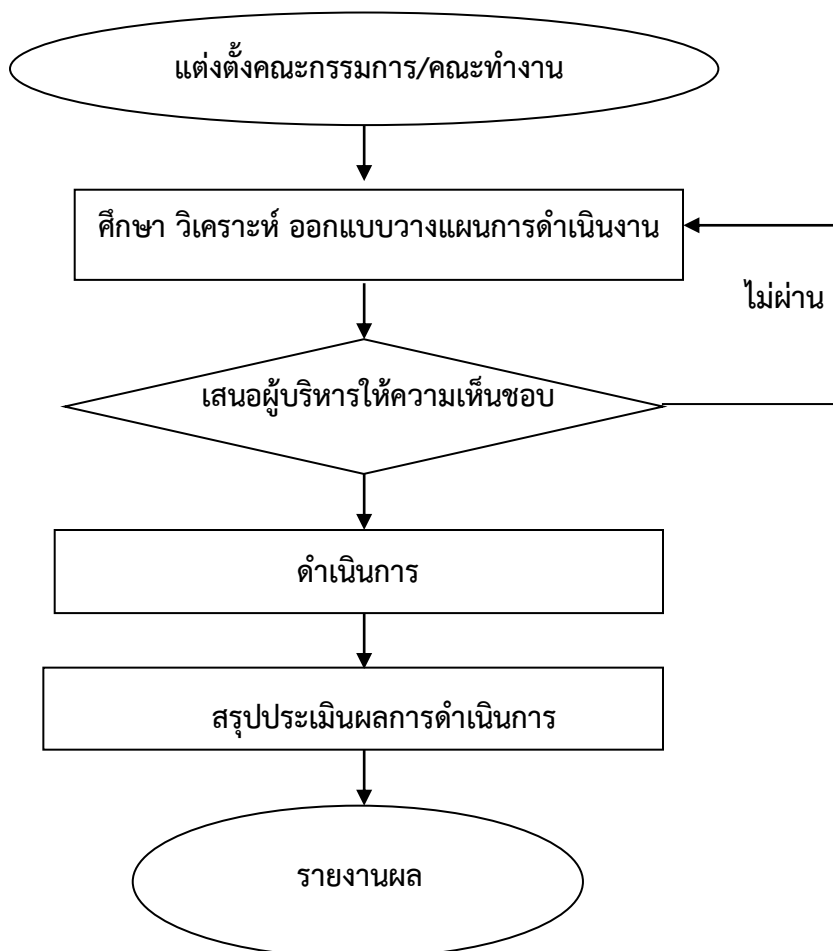 แต่งตั้งคณะกรรมการ/คณะทำงาน
ศึกษา วิเคราะห์ ออกแบบวางแผนการดำเนินงาน
ไม่ผ่าน
เสนอผู้บริหารให้ความเห็นชอบ
ดำเนินการ
สรุปประเมินผลการดำเนินการ
รายงานผล